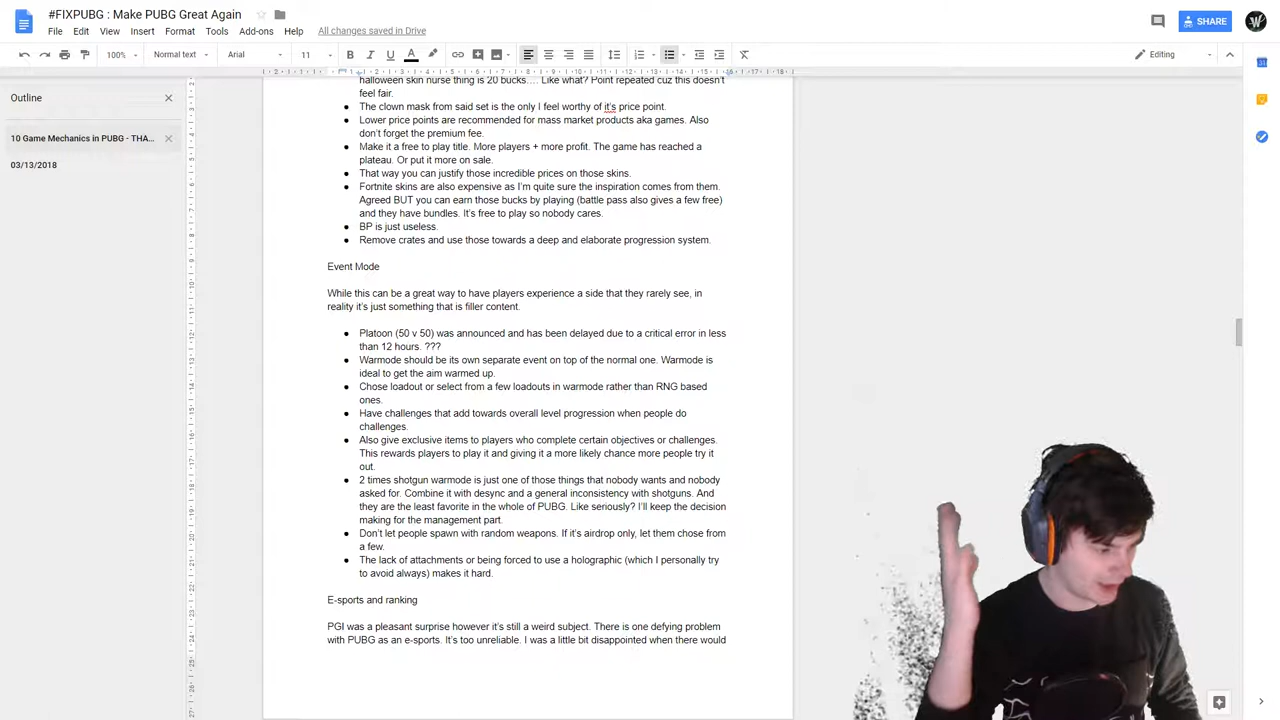 #FIXPUBG : Make PUBG Great Again
File Edit View Insert Format Tools Add-ons Help All changes saved in Drive
SHARE
100% Normal text Arial 11 B I U A Editing
Outline
10 Game Mechanics in PUBG - THA...
03/13/2018
halloween skin nurse thing is 20 bucks.... Like what? Point repeated cuz this doesn't
feel fair.
The clown mask from said set is the only I feel worthy of it's price point.
Lower price points are recommended for mass market products aka games. Also
don't forget the premium fee.
Make it a free to play title. More players + more profit. The game has reached a
plateau. Or put it more on sale.
That way you can justify those incredible prices on those skins.
Fortnite skins are also expensive as I'm quite sure the inspiration comes from them.
Agreed BUT you can earn those bucks by playing (battle pass also gives a few free)
and they have bundles. It's free to play so nobody cares.
BP is just useless.
Remove crates and use those towards a deep and elaborate progression system.
Event Mode
While this can be a great way to have players experience a side that they rarely see, in
reality it's just something that is filler content.
Platoon (50 v 50) was announced and has been delayed due to a critical error in less
than 12 hours. ???
Warmode should be its own separate event on top of the normal one. Warmode is
ideal to get the aim warmed up.
Chose loadout or select from a few loadouts in warmode rather than RNG based
ones.
Have challenges that add towards overall level progression when people do
challenges.
Also give exclusive items to players who complete certain objectives or challenges.
This rewards players to play it and giving it a more likely chance more people try it
out.
2 times shotgun warmode is just one of those things that nobody wants and nobody
asked for. Combine it with desync and a general inconsistency with shotguns. And
they are the least favorite in the whole of PUBG. Like seriously? I'll keep the decision
making for the management part.
Don't let people spawn with random weapons. If it's airdrop only, let them chose from
a few.
The lack of attachments or being forced to use a holographic (which I personally try
to avoid always) makes it hard.
E-sports and ranking
PGI was a pleasant surprise however it's still a weird subject. There is one defying problem
with PUBG as an e-sports. It's too unreliable. I was a little bit disappointed when there would